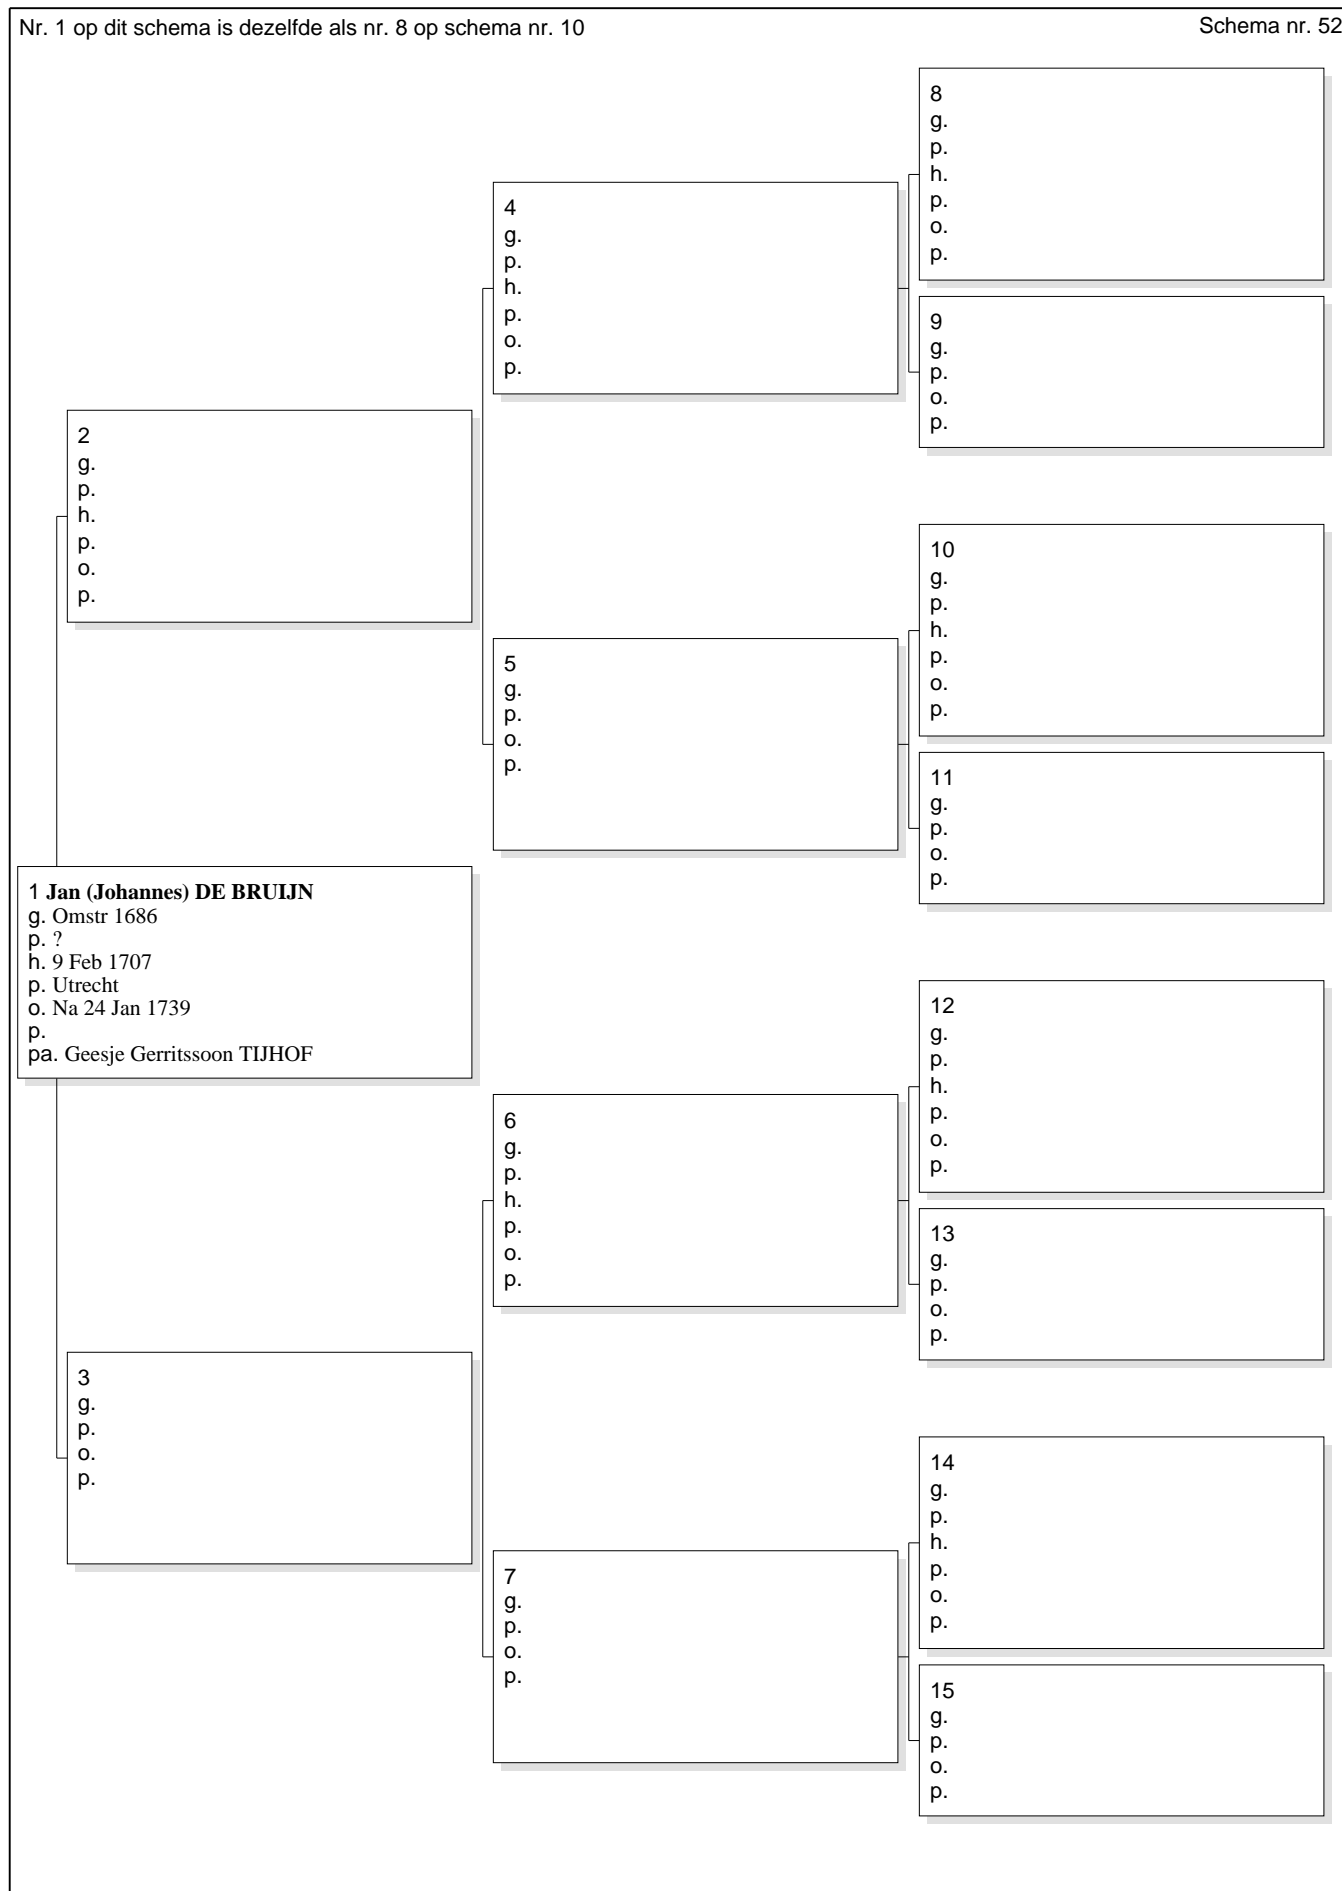 Nr. 1 op dit schema is dezelfde als nr. 8 op schema nr. 10
Schema nr. 52
8
g.
p.
h.
p.
o.
p.
4
g.
p.
h.
p.
o.
p.
9
g.
p.
o.
p.
2
g.
p.
h.
p.
o.
p.
10
g.
p.
h.
p.
o.
p.
5
g.
p.
o.
p.
11
g.
p.
o.
p.
1 Jan (Johannes) DE BRUIJN
g. Omstr 1686
p. ?
h. 9 Feb 1707
p. Utrecht
o. Na 24 Jan 1739
p.
pa. Geesje Gerritssoon TIJHOF
12
g.
p.
h.
p.
o.
p.
6
g.
p.
h.
p.
o.
p.
13
g.
p.
o.
p.
3
g.
p.
o.
p.
14
g.
p.
h.
p.
o.
p.
7
g.
p.
o.
p.
15
g.
p.
o.
p.